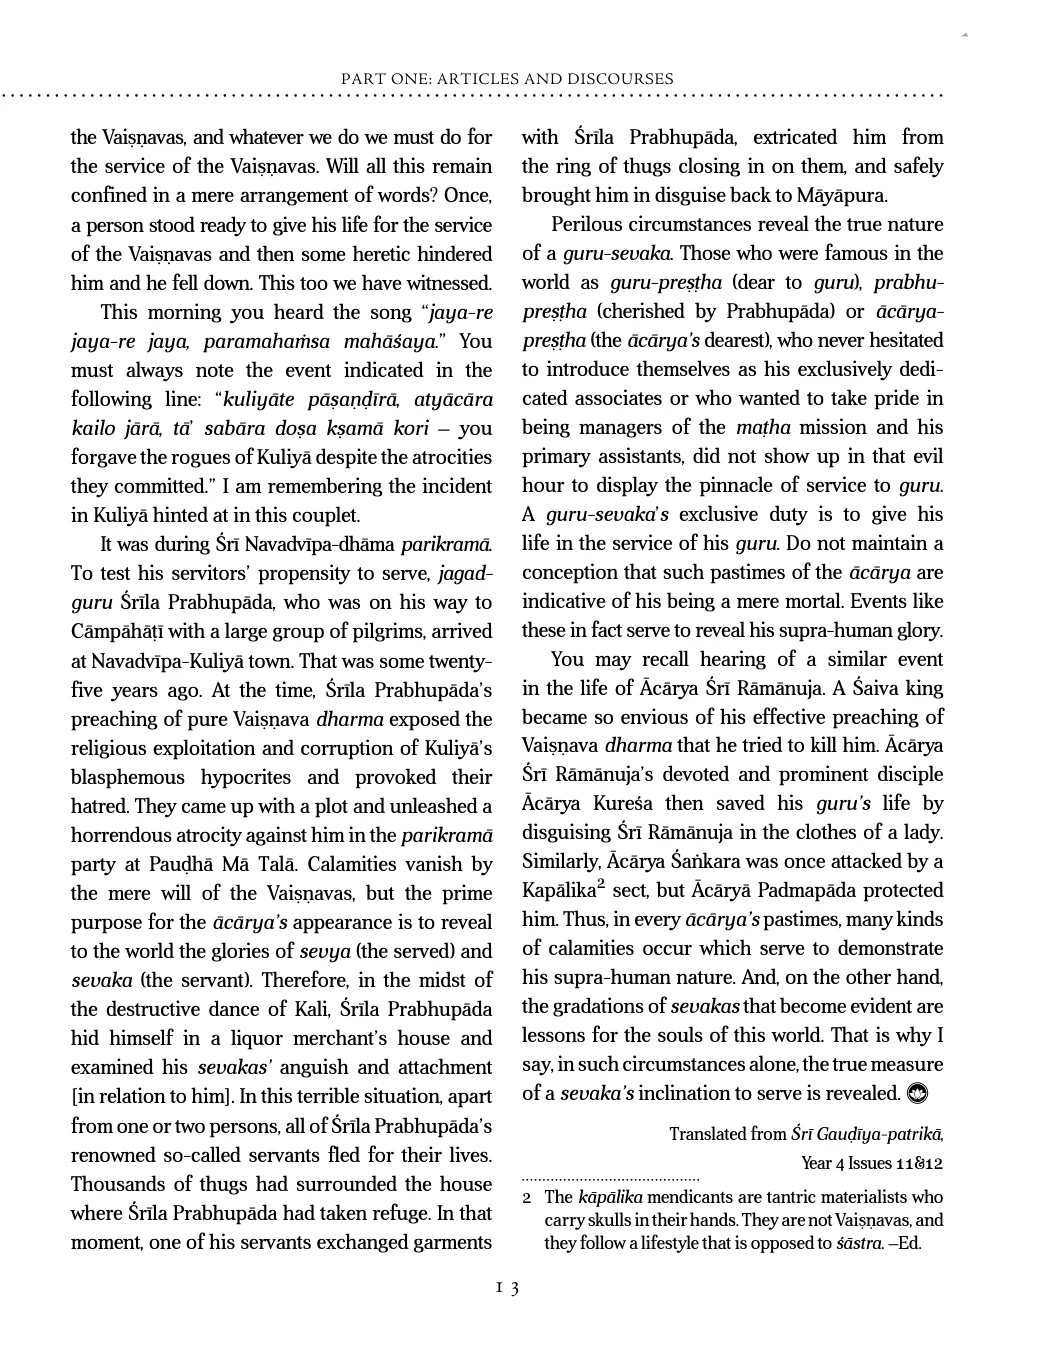 PART ONE: ARTICLES AND DISCOURSES
the Vaiṣṇavas, and whatever we do we must do for
the service of the Vaiṣṇavas. Will all this remain
confined in a mere arrangement of words? Once,
a person stood ready to give his life for the service
of the Vaiṣṇavas and then some heretic hindered
him and he fell down. This too we have witnessed.
This morning you heard the song “jaya-re
jaya-re jaya, paramahaṁsa mahāśaya.” You
must always note the event indicated in the
following line: “kuliyāte pāṣaṇḍīrā, atyācāra
kailo jārā, tā’ sabāra doṣa kṣamā kori – you
forgave the rogues of Kuliyā despite the atrocities
they committed.” I am remembering the incident
in Kuliyā hinted at in this couplet.
It was during Śrī Navadvīpa-dhāma parikramā.
To test his servitors’ propensity to serve, jagad-
guru Śrīla Prabhupāda, who was on his way to
Cāmpāhāṭī with a large group of pilgrims, arrived
at Navadvīpa-Kuliyā town. That was some twenty-
five years ago. At the time, Śrīla Prabhupāda’s
preaching of pure Vaiṣṇava dharma exposed the
religious exploitation and corruption of Kuliyā’s
blasphemous hypocrites and provoked their
hatred. They came up with a plot and unleashed a
horrendous atrocity against him in the parikramā
party at Pauḍhā Mā Talā. Calamities vanish by
the mere will of the Vaiṣṇavas, but the prime
purpose for the ācārya’s appearance is to reveal
to the world the glories of sevya (the served) and
sevaka (the servant). Therefore, in the midst of
the destructive dance of Kali, Śrīla Prabhupāda
hid himself in a liquor merchant’s house and
examined his sevakas’ anguish and attachment
[in relation to him]. In this terrible situation, apart
from one or two persons, all of Śrīla Prabhupāda’s
renowned so-called servants fled for their lives.
Thousands of thugs had surrounded the house
where Śrīla Prabhupāda had taken refuge. In that
moment, one of his servants exchanged garments
with Śrīla Prabhupāda, extricated him from
the ring of thugs closing in on them, and safely
brought him in disguise back to Māyāpura.
Perilous circumstances reveal the true nature
of a guru-sevaka. Those who were famous in the
world as guru-preṣṭha (dear to guru), prabhu-
preṣṭha (cherished by Prabhupāda) or ācārya-
preṣṭha (the ācārya’s dearest), who never hesitated
to introduce themselves as his exclusively dedi-
cated associates or who wanted to take pride in
being managers of the maṭha mission and his
primary assistants, did not show up in that evil
hour to display the pinnacle of service to guru.
A guru-sevaka’s exclusive duty is to give his
life in the service of his guru. Do not maintain a
conception that such pastimes of the ācārya are
indicative of his being a mere mortal. Events like
these in fact serve to reveal his supra-human glory.
You may recall hearing of a similar event
in the life of Ācārya Śrī Rāmānuja. A Śaiva king
became so envious of his effective preaching of
Vaiṣṇava dharma that he tried to kill him. Ācārya
Śrī Rāmānuja’s devoted and prominent disciple
Ācārya Kureśa then saved his guru’s life by
disguising Śrī Rāmānuja in the clothes of a lady.
Similarly, Ācārya Śaṅkara was once attacked by a
Kapālika² sect, but Ācāryā Padmapāda protected
him. Thus, in every ācārya’s pastimes, many kinds
of calamities occur which serve to demonstrate
his supra-human nature. And, on the other hand,
the gradations of sevakas that become evident are
lessons for the souls of this world. That is why I
say, in such circumstances alone, the true measure
of a sevaka’s inclination to serve is revealed.
Translated from Śrī Gauḍīya-patrikā,
Year 4 Issues 11&12
2 The kāpālika mendicants are tantric materialists who
carry skulls in their hands. They are not Vaiṣṇavas, and
they follow a lifestyle that is opposed to śāstra. –Ed.
13